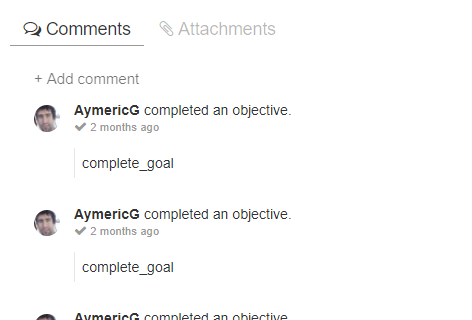 Comments Attachments
+ Add comment
AymericG completed an objective.
2 months ago
complete_goal
AymericG completed an objective.
2 months ago
complete_goal
AymericG completed an objective.